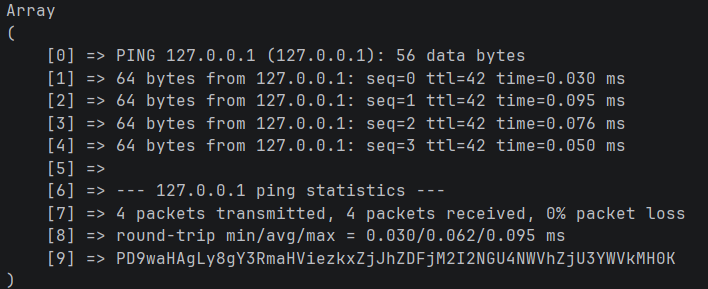 Array
(
[0] => PING 127.0.0.1 (127.0.0.1): 56 data bytes
[1] => 64 bytes from 127.0.0.1: seq=0 ttl=42 time=0.030 ms
[2] => 64 bytes from 127.0.0.1: seq=1 ttl=42 time=0.095 ms
[3] => 64 bytes from 127.0.0.1: seq=2 ttl=42 time=0.076 ms
[4] => 64 bytes from 127.0.0.1: seq=3 ttl=42 time=0.050 ms
[5] =>
[6] => --- 127.0.0.1 ping statistics ---
[7] => 4 packets transmitted, 4 packets received, 0% packet loss
[8] => round-trip min/avg/max = 0.030/0.062/0.095 ms
[9] => PD9waHAgLy8gY3RmaHViezkxZjJhZDFjM2I2NGU4NWVhZjU3YWVkMH0K
)